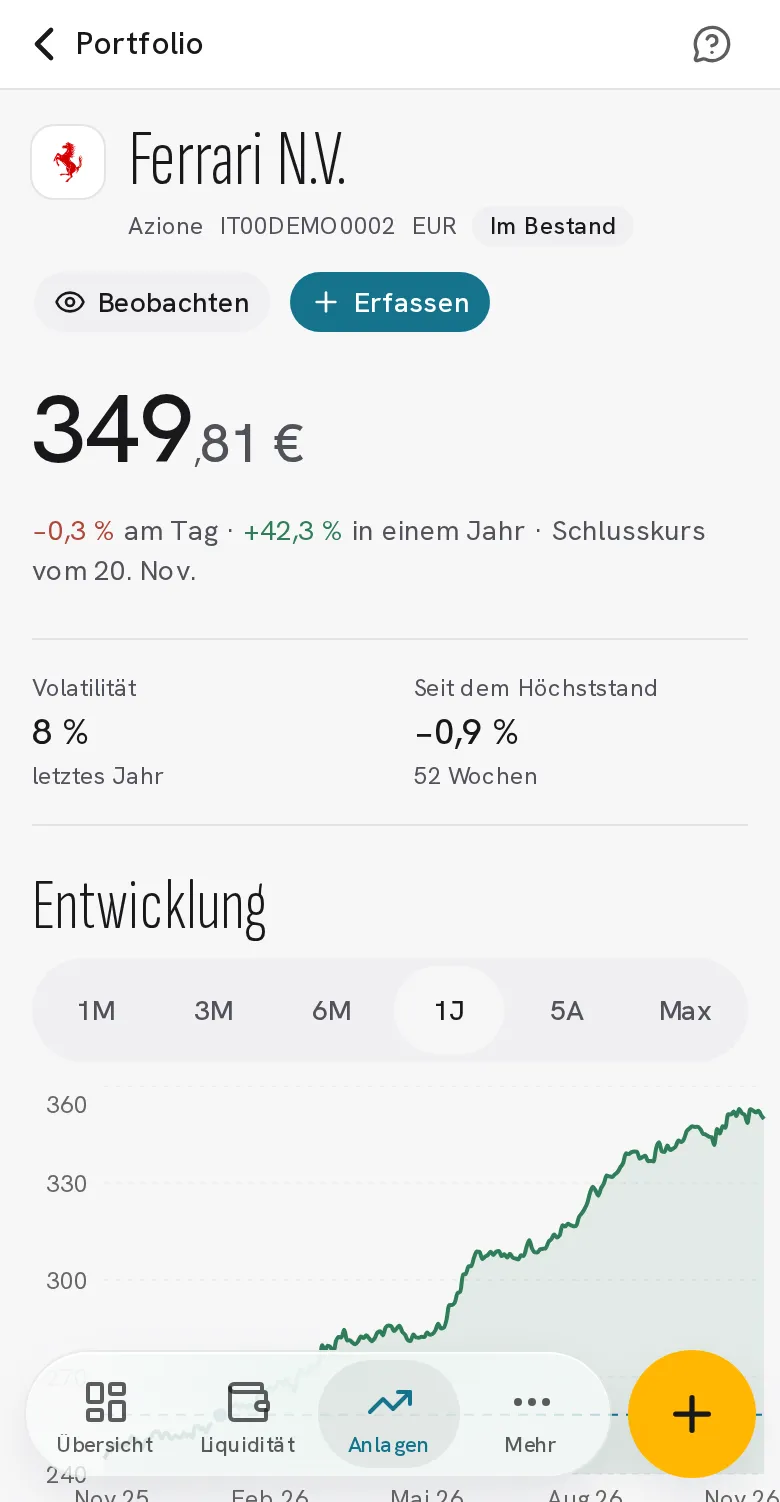 Portfolio
Ferrari N.V.
Azione IT00DEMO0002 EUR Im Bestand
Beobachten
Erfassen
349,81 €
−0,3 % am Tag · +42,3 % in einem Jahr · Schlusskurs
vom 20. Nov.
Volatilität
8 %
letztes Jahr
Seit dem Höchststand
−0,9 %
52 Wochen
Entwicklung
1M 3M 6M 1J 5A Max
360
330
300
270
240
Nov 25 Feb 26 Mai 26 Aug 26 Nov 26
Übersicht Liquidität Anlagen Mehr